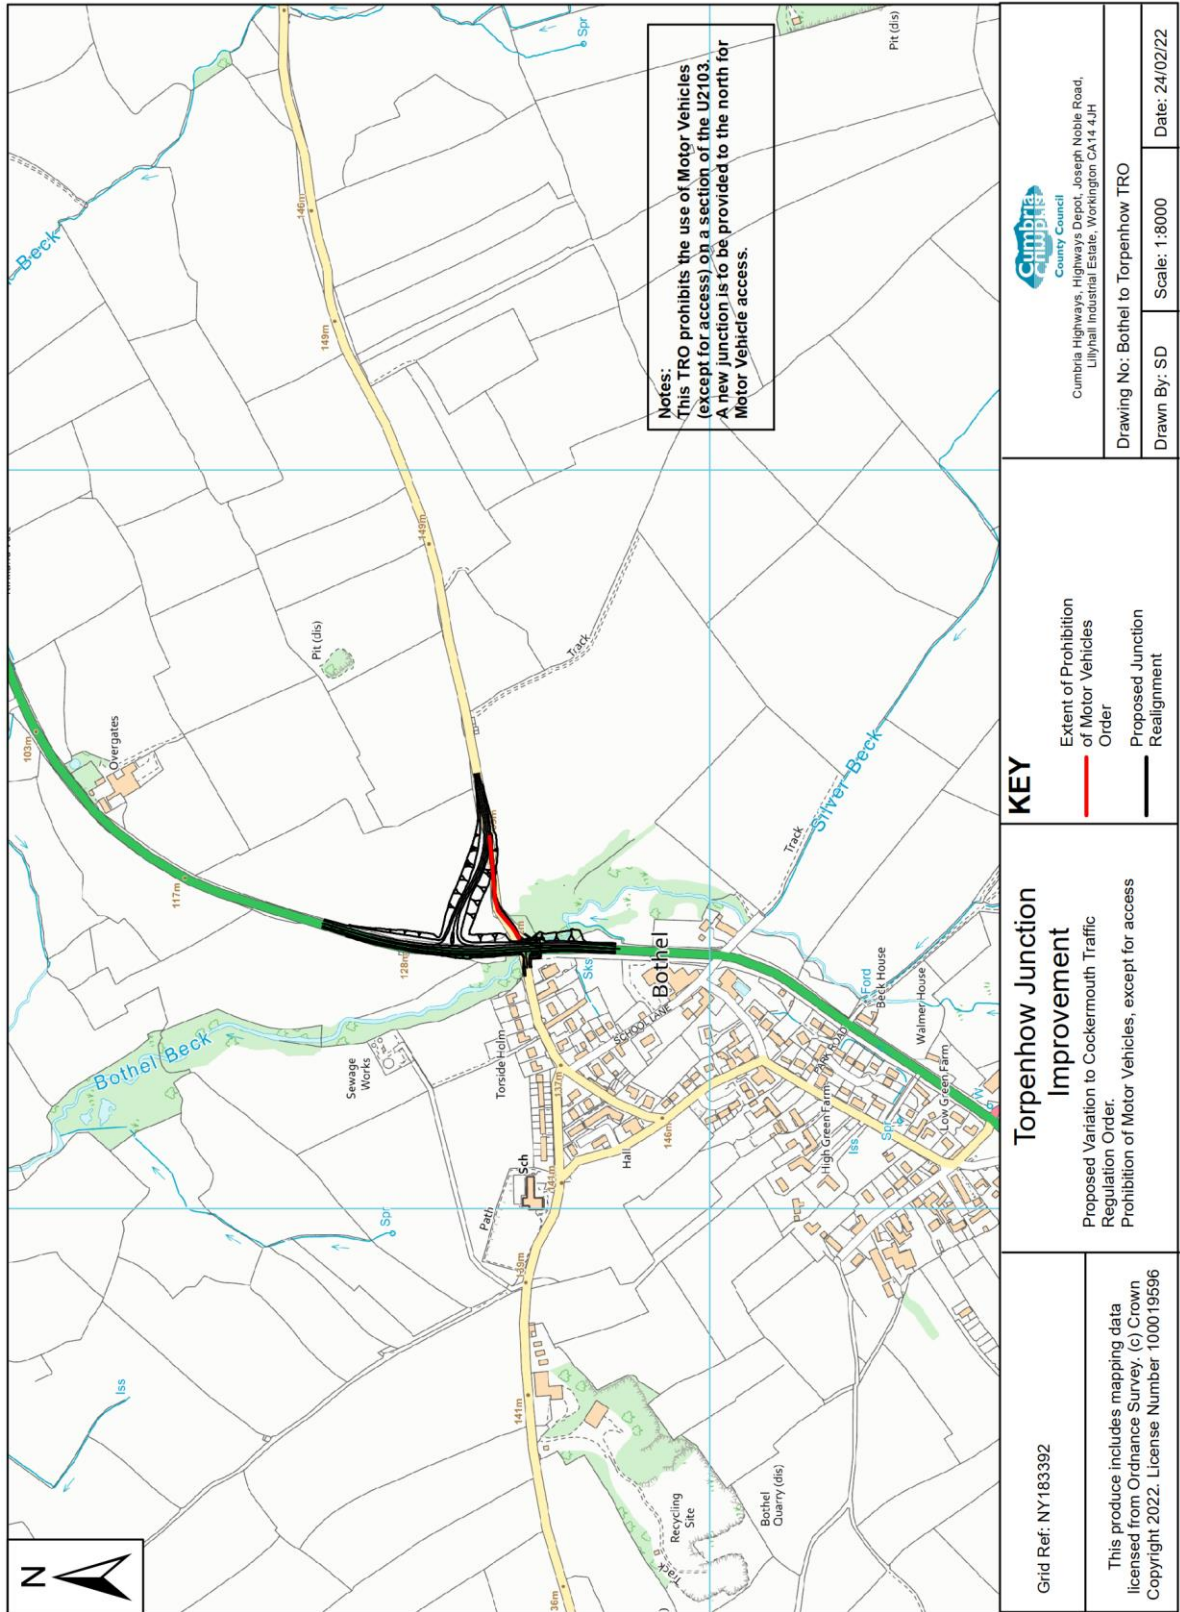 N
Beck
Spr
Pit (dis)
146m
149m
149m
103m
Overgates
Pit (dis)
117m
Track
128m
Bothel Beck
Sewage
Works
Torside Holm
Sks
Bothel
SCHOOL LANE
Silver Beck
Track
137m
146m
Sch
141m
Hall
Path
Spr
Iss
139m
141m
36m
Recycling
Site
Track
Bothel
Quarry (dis)
PARK ROAD
Ford
Beck House
Walmer House
High Green Farm
Iss
Spr
Low Green Farm
W
Notes:
This TRO prohibits the use of Motor Vehicles
(except for access) on a section of the U2103.
A new junction is to be provided to the north for
Motor Vehicle access.
Grid Ref: NY183392
This produce includes mapping data
licensed from Ordnance Survey. (c) Crown
Copyright 2022. License Number 100019596
Torpenhow Junction
Improvement
Proposed Variation to Cockermouth Traffic
Regulation Order.
Prohibition of Motor Vehicles, except for access
KEY
Extent of Prohibition
of Motor Vehicles
Order
Proposed Junction
Realignment
Cumbria
County Council
Cumbria Highways, Highways Depot, Joseph Noble Road,
Lillyhall Industrial Estate, Workington CA14 4JH
Drawing No: Bothel to Torpenhow TRO
Drawn By: SD
Scale: 1:8000
Date: 24/02/22